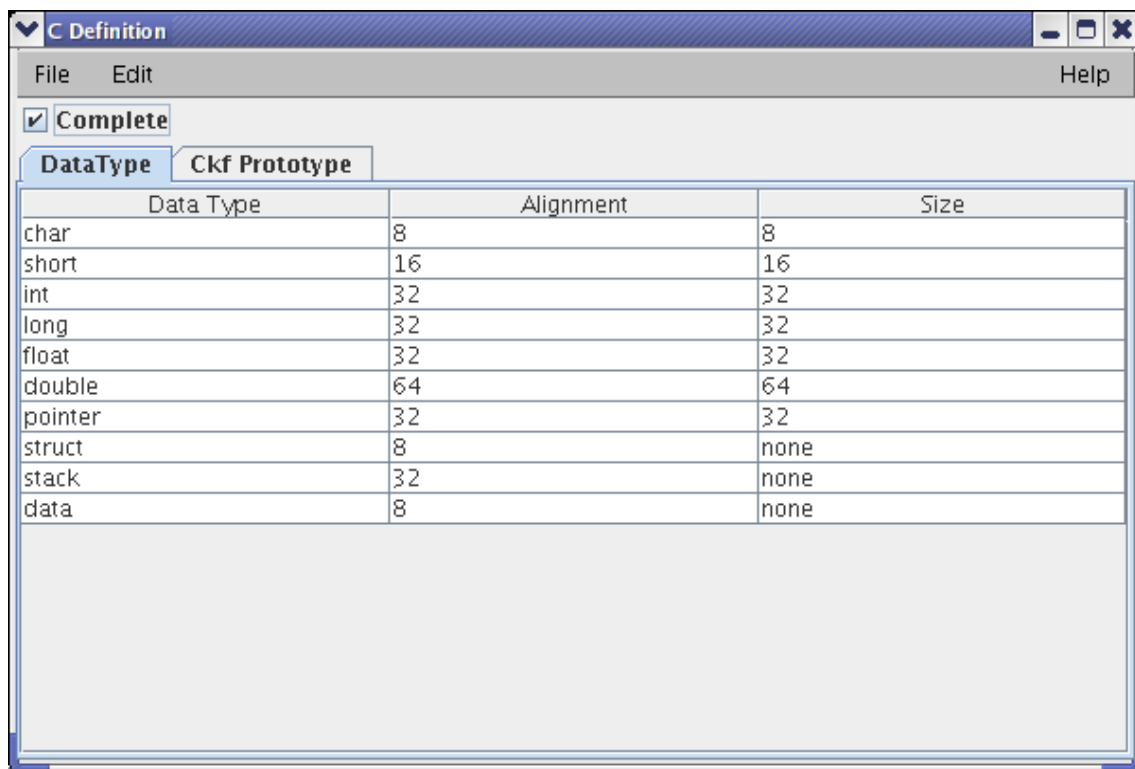 C Definition
File Edit Help
Complete
DataType Ckf Prototype
Data Type Alignment Size
char 8 8
short 16 16
int 32 32
long 32 32
float 32 32
double 64 64
pointer 32 32
struct 8 none
stack 32 none
data 8 none